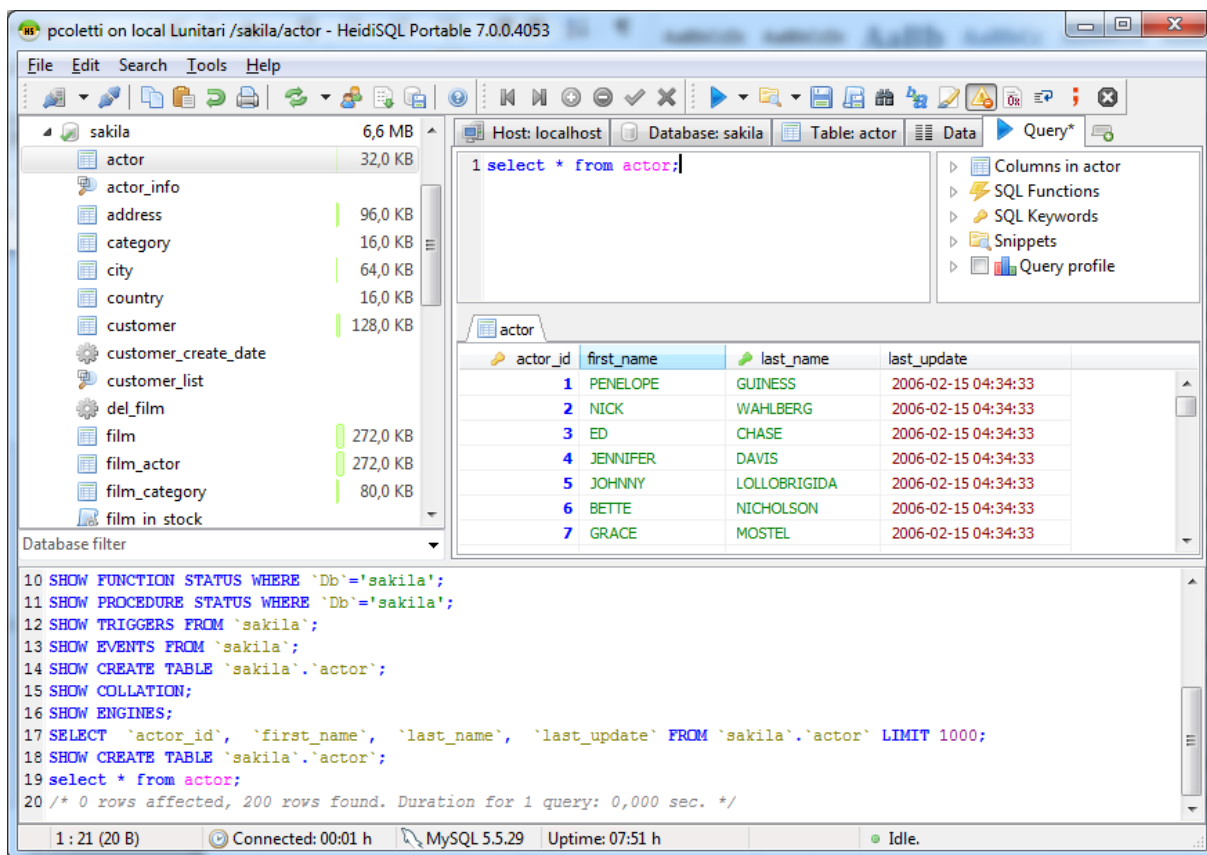 pcoletti on local Lunitari /sakila/actor - HeidiSQL Portable 7.0.0.4053
File Edit Search Tools Help
sakila 6,6 MB
actor 32,0 KB
actor_info
address 96,0 KB
category 16,0 KB
city 64,0 KB
country 16,0 KB
customer 128,0 KB
customer_create_date
customer_list
del_film
film 272,0 KB
film_actor 272,0 KB
film_category 80,0 KB
film in stock
Database filter
Host: localhost Database: sakila Table: actor Data Query*
1 select * from actor;
Columns in actor
SQL Functions
SQL Keywords
Snippets
Query profile
actor
actor_id first_name last_name last_update
1 PENELOPE GUINESS 2006-02-15 04:34:33
2 NICK WAHLBERG 2006-02-15 04:34:33
3 ED CHASE 2006-02-15 04:34:33
4 JENNIFER DAVIS 2006-02-15 04:34:33
5 JOHNNY LOLLOBRIGIDA 2006-02-15 04:34:33
6 BETTE NICHOLSON 2006-02-15 04:34:33
7 GRACE MOSTEL 2006-02-15 04:34:33
10 SHOW FUNCTION STATUS WHERE `Db`='sakila';
11 SHOW PROCEDURE STATUS WHERE `Db`='sakila';
12 SHOW TRIGGERS FROM `sakila`;
13 SHOW EVENTS FROM `sakila`;
14 SHOW CREATE TABLE `sakila`.`actor`;
15 SHOW COLLATION;
16 SHOW ENGINES;
17 SELECT `actor_id`, `first_name`, `last_name`, `last_update` FROM `sakila`.`actor` LIMIT 1000;
18 SHOW CREATE TABLE `sakila`.`actor`;
19 select * from actor;
20 /* 0 rows affected, 200 rows found. Duration for 1 query: 0,000 sec. */
1 : 21 (20 B) Connected: 00:01 h MySQL 5.5.29 Uptime: 07:51 h Idle.